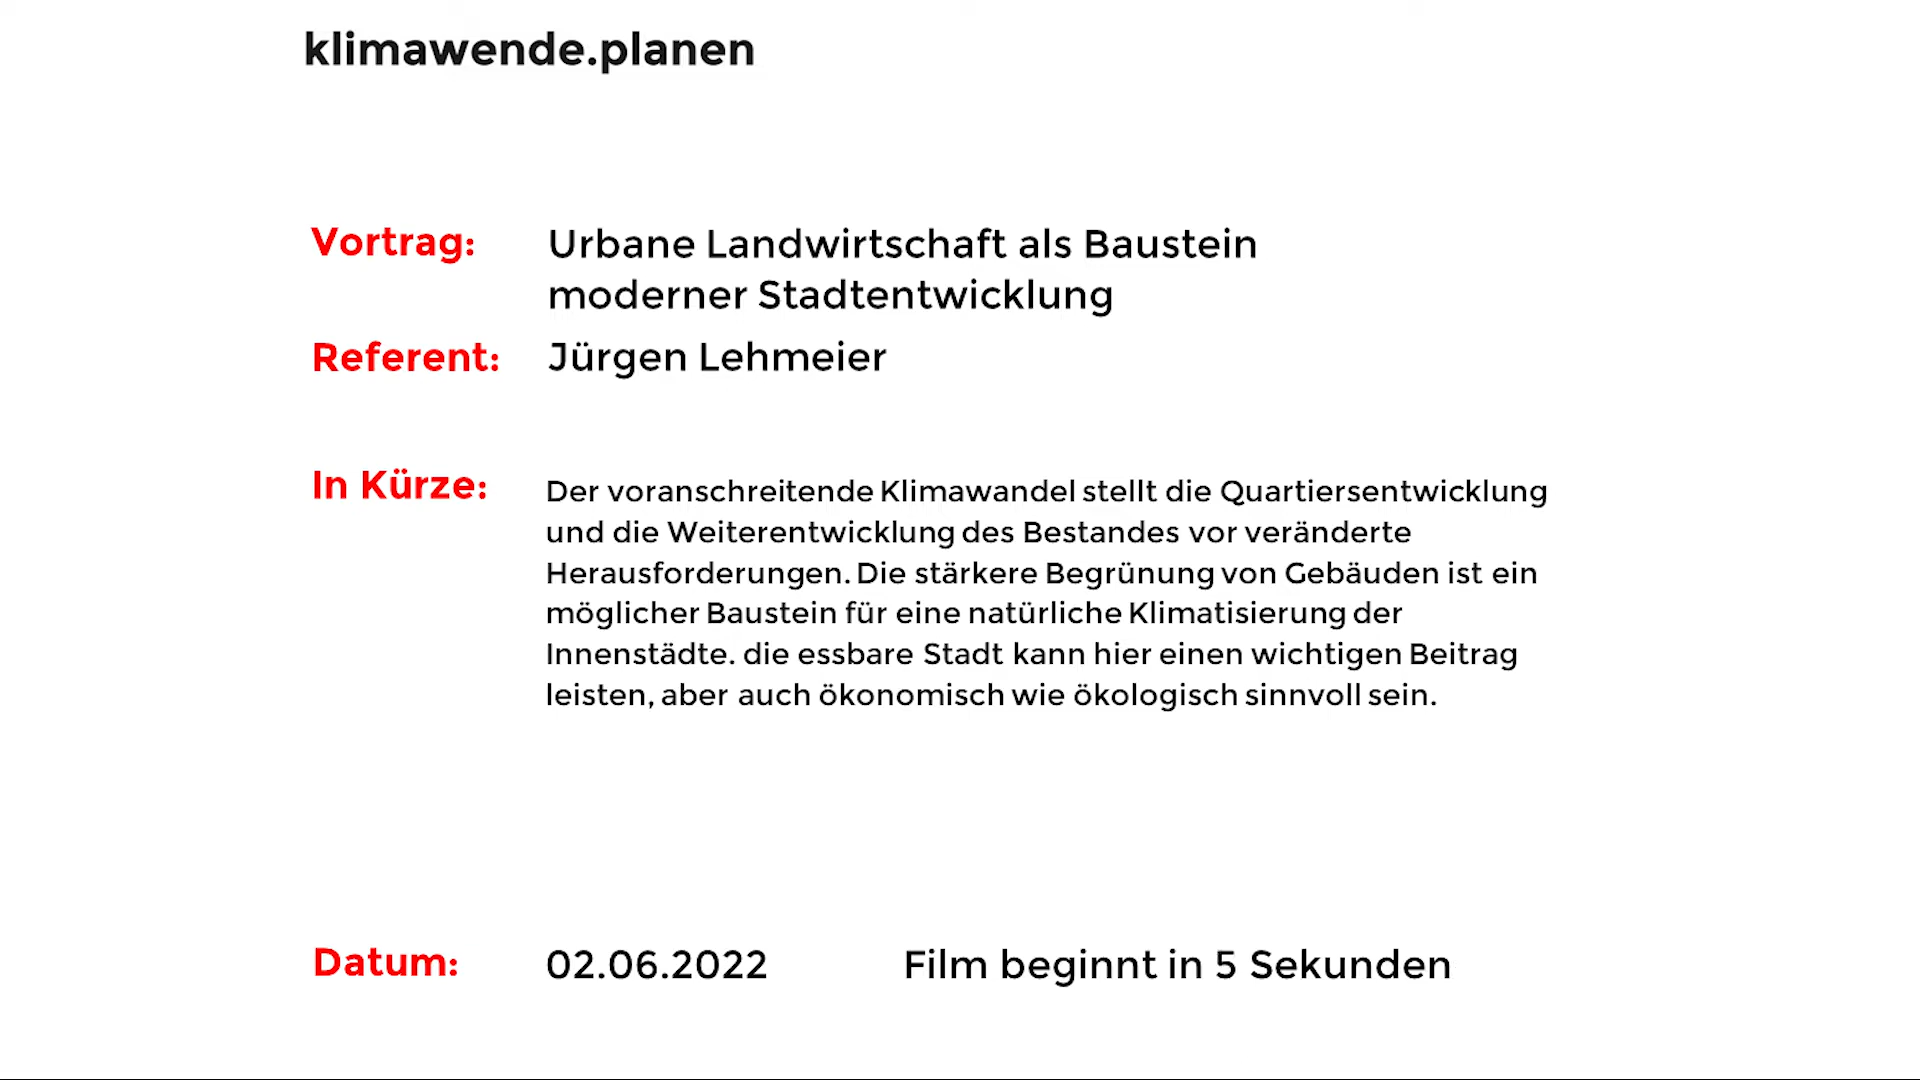 klimawende.planen
Vortrag: Urbane Landwirtschaft als Baustein
moderner Stadtentwicklung
Referent: Jürgen Lehmeier
In Kürze: Der voranschreitende Klimawandel stellt die Quartiersentwicklung
und die Weiterentwicklung des Bestandes vor veränderte
Herausforderungen. Die stärkere Begrünung von Gebäuden ist ein
möglicher Baustein für eine natürliche Klimatisierung der
Innenstädte. die essbare Stadt kann hier einen wichtigen Beitrag
leisten, aber auch ökonomisch wie ökologisch sinnvoll sein.
Datum: 02.06.2022 Film beginnt in 5 Sekunden